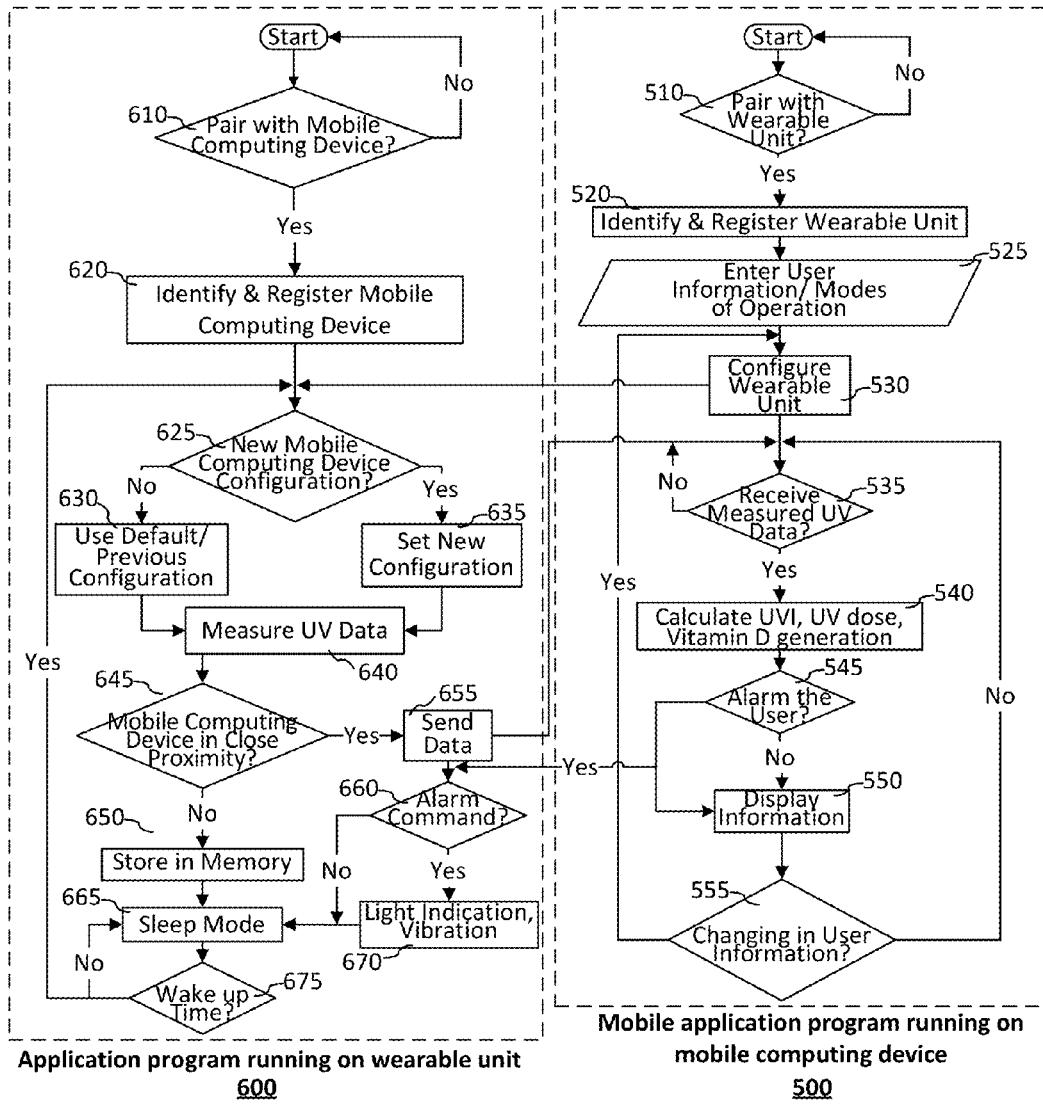 Start
No
610
Pair with Mobile
Computing Device?
Yes
620
Identify & Register Mobile
Computing Device
625
New Mobile
Computing Device
Configuration?
No
Yes
630
Use Default/
Previous
Configuration
635
Set New
Configuration
Measure UV Data
640
Yes
645
Mobile Computing
Device in Close
Proximity?
Yes
655
Send
Data
No
660
Alarm
Command?
650
Store in Memory
No
Yes
665
Sleep Mode
Light Indication,
Vibration
670
No
Wake up
Time?
675
Application program running on wearable unit
600
Start
No
510
Pair with
Wearable
Unit?
Yes
520
Identify & Register Wearable Unit
525
Enter User
Information/ Modes
of Operation
Configure
Wearable
Unit
530
No
Receive
Measured UV
Data?
535
Yes
Yes
540
Calculate UVI, UV dose,
Vitamin D generation
545
Alarm the
User?
No
Yes
No
550
Display
Information
555
Changing in User
Information?
Mobile application program running on
mobile computing device
500